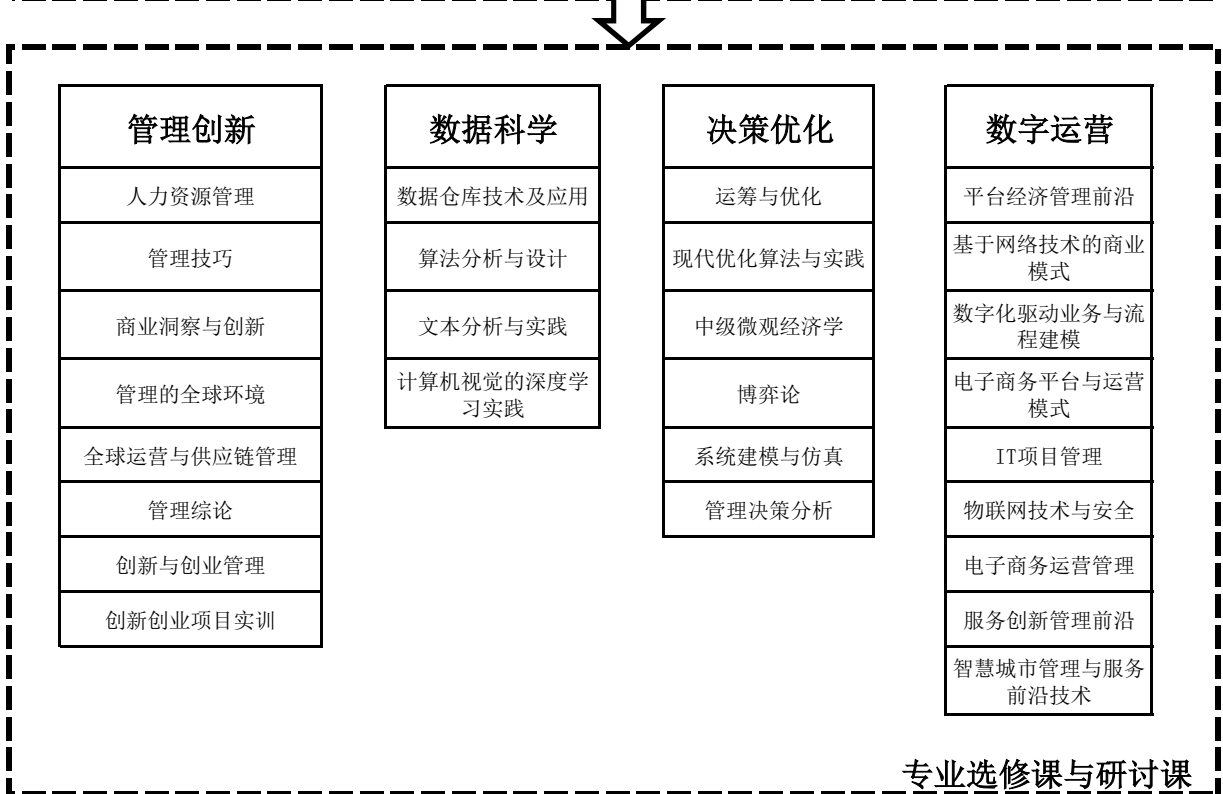 管理创新
人力资源管理
管理技巧
商业洞察与创新
管理的全球环境
全球运营与供应链管理
管理综论
创新与创业管理
创新创业项目实训
数据科学
数据仓库技术及应用
算法分析与设计
文本分析与实践
计算机视觉的深度学
习实践
决策优化
运筹与优化
现代优化算法与实践
中级微观经济学
博弈论
系统建模与仿真
管理决策分析
数字运营
平台经济管理前沿
基于网络技术的商业
模式
数字化驱动业务与流
程建模
电子商务平台与运营
模式
IT项目管理
物联网技术与安全
电子商务运营管理
服务创新管理前沿
智慧城市管理与服务
前沿技术
专业选修课与研讨课